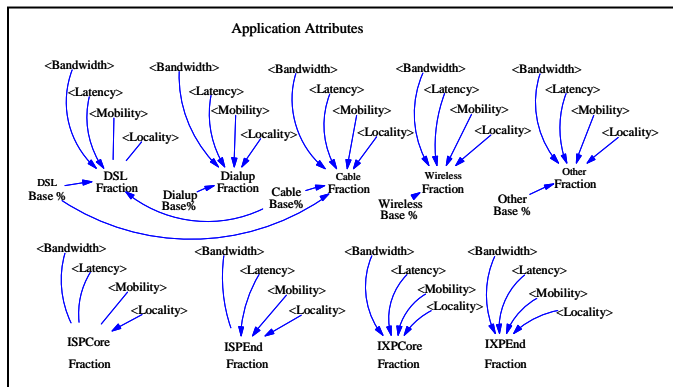 Application Attributes
<Bandwidth>
<Latency>
<Mobility>
<Locality>
DSL
Fraction
DSL
Base %
<Bandwidth>
<Latency>
<Mobility>
<Locality>
Dialup
Fraction
Dialup
Base%
<Bandwidth>
<Latency>
<Mobility>
<Locality>
Cable
Fraction
Cable
Base%
<Bandwidth>
<Latency>
<Mobility>
<Locality>
Wireless
Fraction
Wireless
Base %
<Bandwidth>
<Latency>
<Mobility>
<Locality>
Other
Fraction
Other
Base %
<Bandwidth>
<Latency>
<Mobility>
<Locality>
ISPCore
Fraction
<Bandwidth>
<Latency>
<Mobility>
<Locality>
ISPEnd
Fraction
<Bandwidth>
<Latency>
<Mobility>
<Locality>
IXPCore
Fraction
<Bandwidth>
<Latency>
<Mobility>
<Locality>
IXPEnd
Fraction